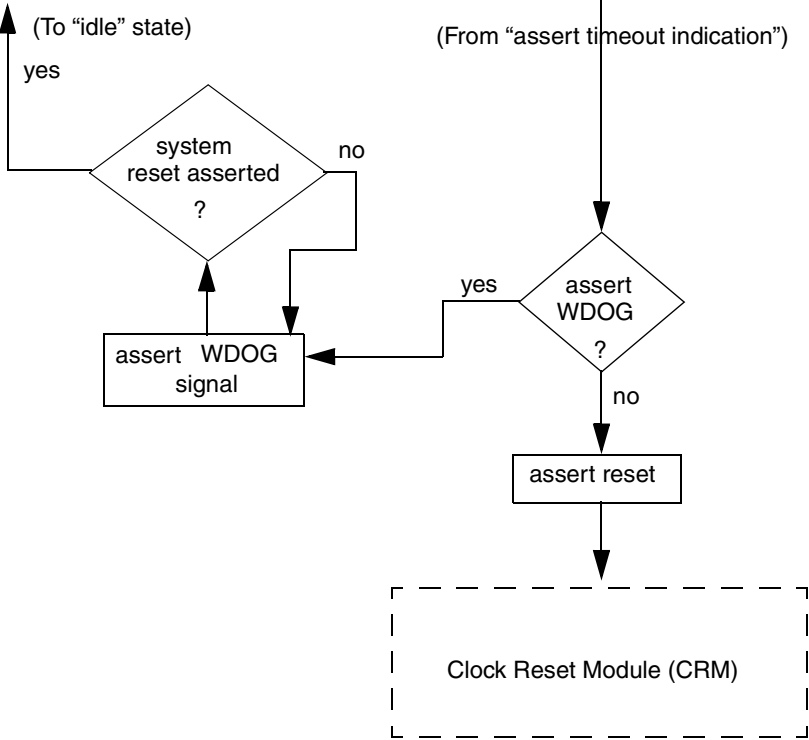 (To “idle” state)
(From “assert timeout indication”)
yes
system
reset asserted
?
no
yes
assert
WDOG
?
assert WDOG
signal
no
assert reset
Clock Reset Module (CRM)